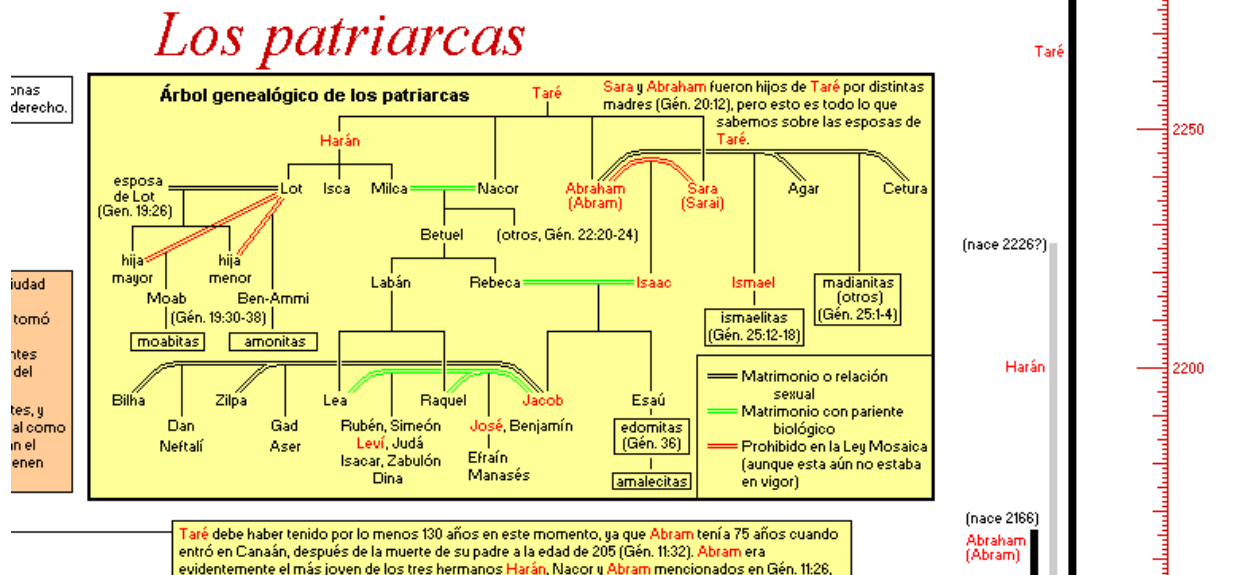 Los patriarcas
Taré
onas
derecho.
Árbol genealógico de los patriarcas
Taré
Sara y Abraham fueron hijos de Taré por distintas
madres (Gén. 20:12), pero esto es todo lo que
sabemos sobre las esposas de
Taré.
2250
Harán
esposa
de Lot
(Gen. 19:26)
Lot
Isca
Milca
Nacor
Abraham
(Abram)
Sara
(Sarai)
Agar
Cetura
Betuel
(otros, Gén. 22:20-24)
(nace 2226?)
hija
mayor
hija
menor
Labán
Rebeca
Isaac
Ismael
madianitas
(otros)
(Gén. 25:1-4)
Moab
Ben-Ammi
(Gén. 19:30-38)
moabitas
amonitas
ismaelitas
(Gén. 25:12-18)
iudad
tomó
ntes
del
tes, y
al como
n el
enen
Harán
2200
Matrimonio o relación
sexual
Matrimonio con pariente
biológico
Prohibido en la Ley Mosaica
(aunque esta aún no estaba
en vigor)
Bilha
Zilpa
Lea
Raquel
Jacob
Esaú
Dan
Neftalí
Gad
Aser
Rubén, Simeón
Leví, Judá
Isacar, Zabulón
Dina
José, Benjamín
Efraín
Manasés
edomitas
(Gén. 36)
amalecitas
(nace 2166)
Abraham
(Abram)
Taré debe haber tenido por lo menos 130 años en este momento, ya que Abram tenía 75 años cuando
entró en Canaán, después de la muerte de su padre a la edad de 205 (Gén. 11:32). Abram era
evidentemente el más joven de los tres hermanos Harán, Nacor y Abram mencionados en Gén. 11:26,